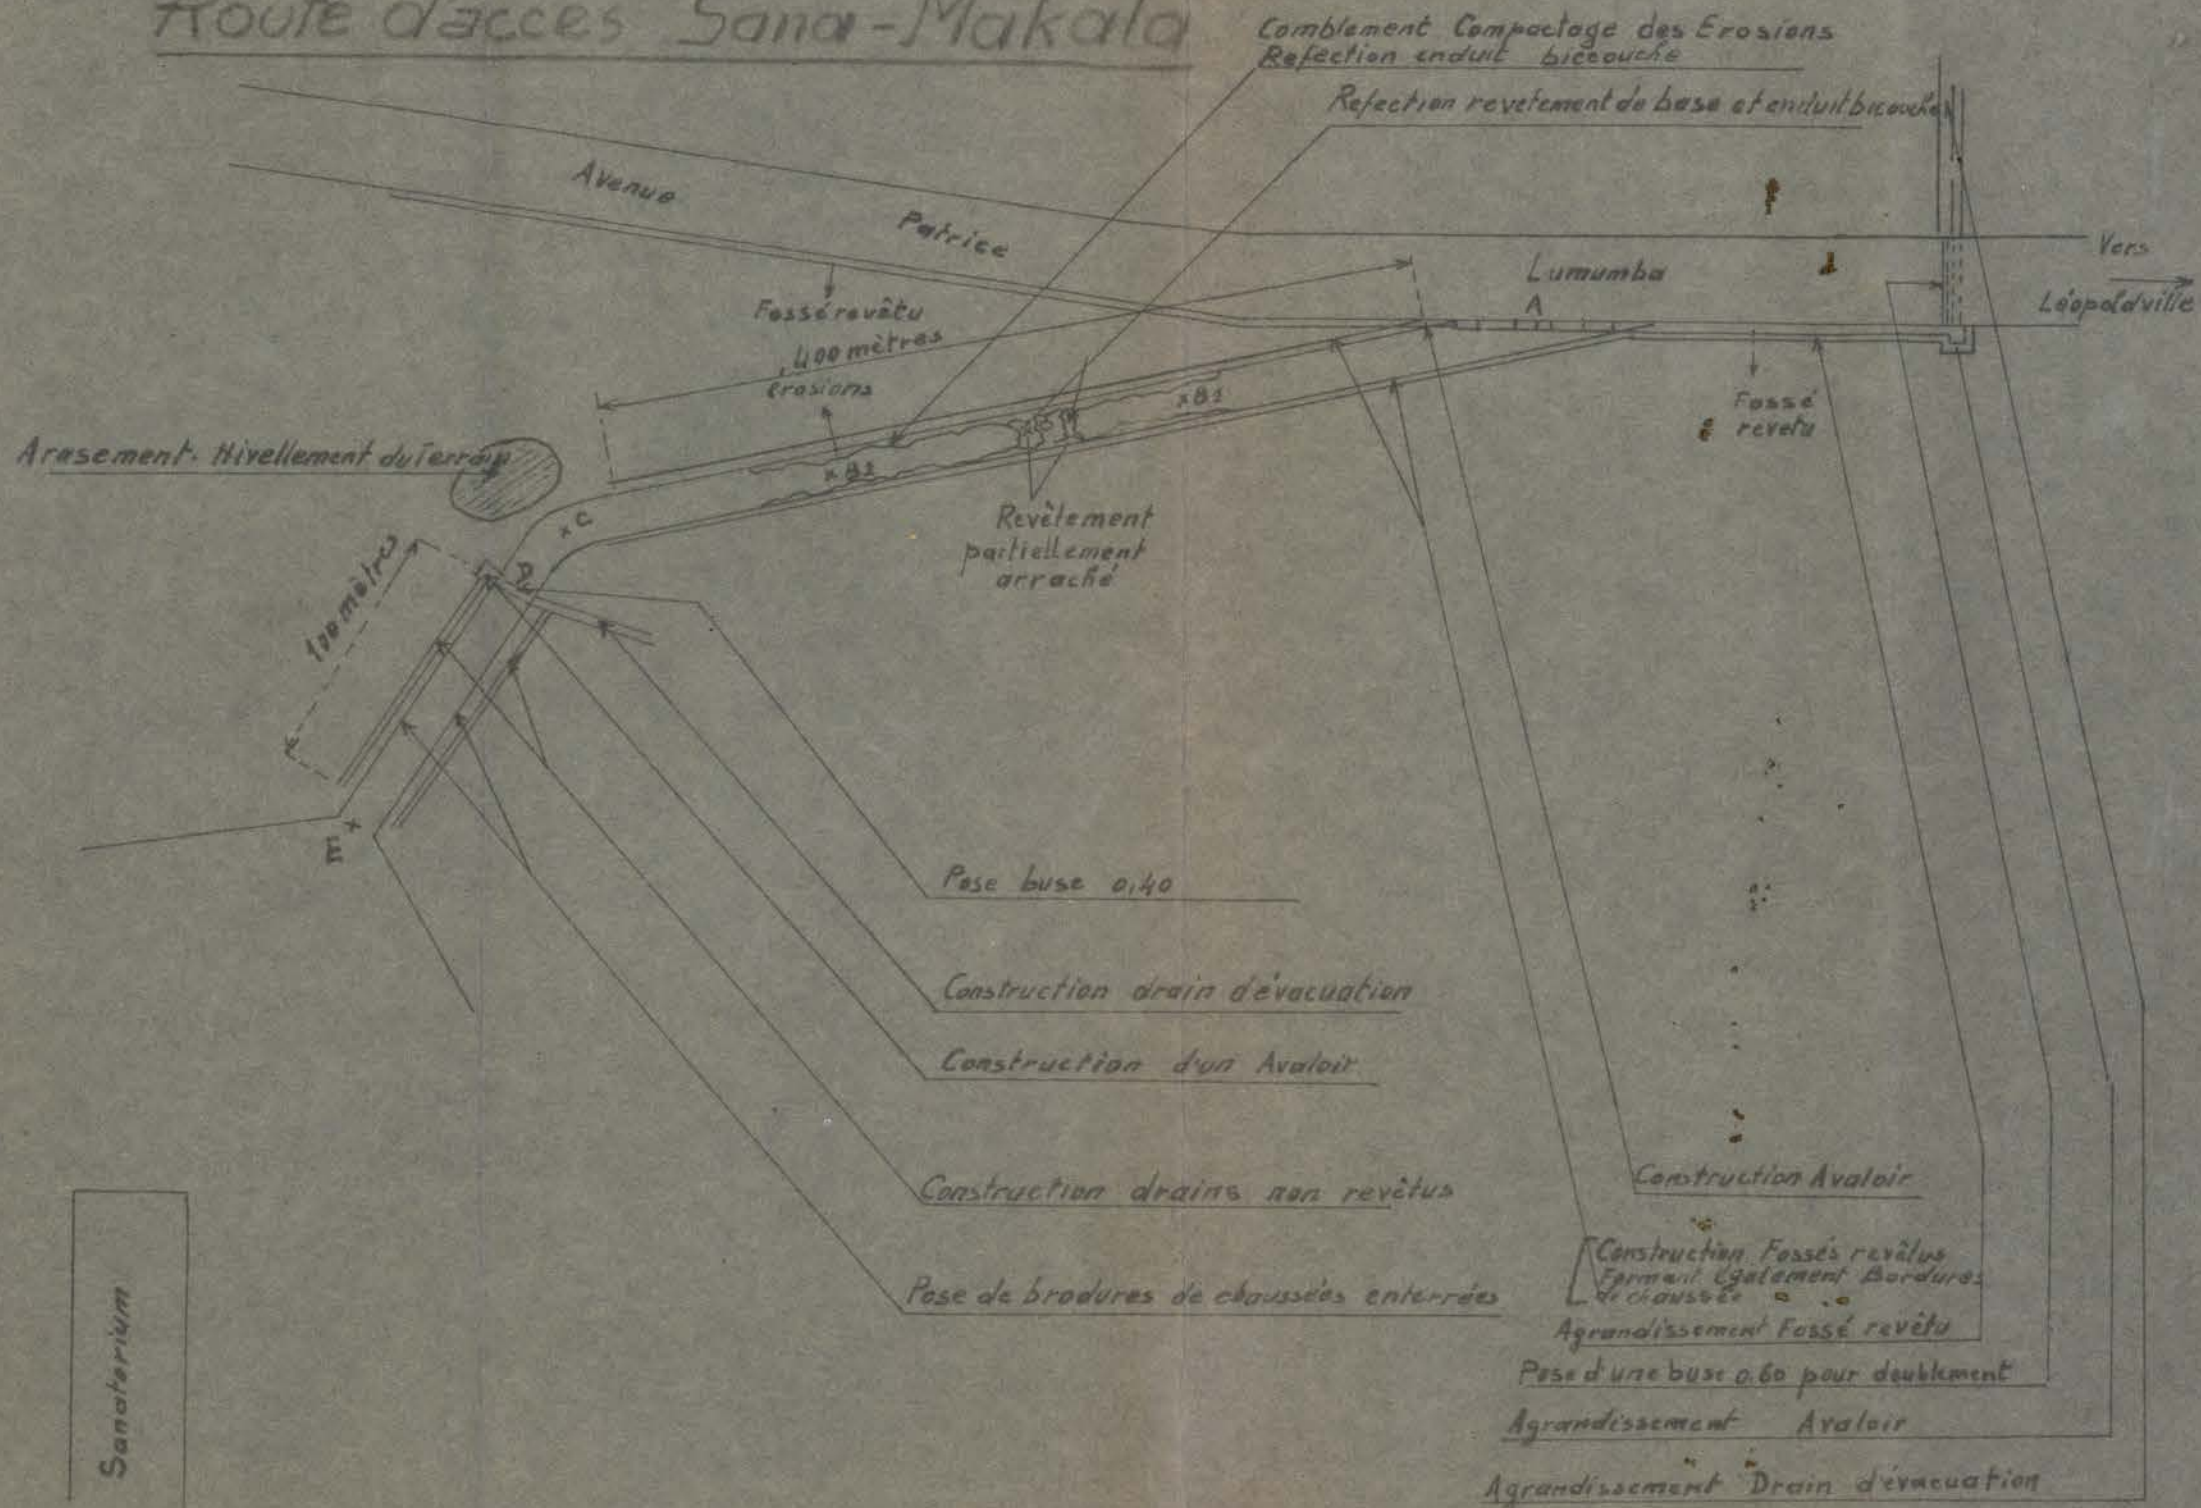 Route d'accès Sana-Makala
Comblement Compactage des Erosions
Refection enduit bicouche
Refection revetement de base et enduit bicouche
Avenue
Patrice
Lumumba
Vers
Léopoldville
Fossé revêtu
400 mètres
erosions
A
Fossé
revetu
Arasement. Nivellement du Terrain
x B1
x B2
x C
D
Revêtement
partiellement
arraché
100 mètres
E
Pose buse 0,40
Construction drain d'évacuation
Construction d'un Avaloir
Construction drains non revêtus
Pose de brodures de chaussées enterrées
Construction Avaloir
Construction Fossés revêtus
Formant également Bordures
de chaussée
Agrandissement Fossé revêtu
Pose d'une buse 0.60 pour doublement
Agrandissement Avaloir
Agrandissement Drain d'évacuation
Sanatorium